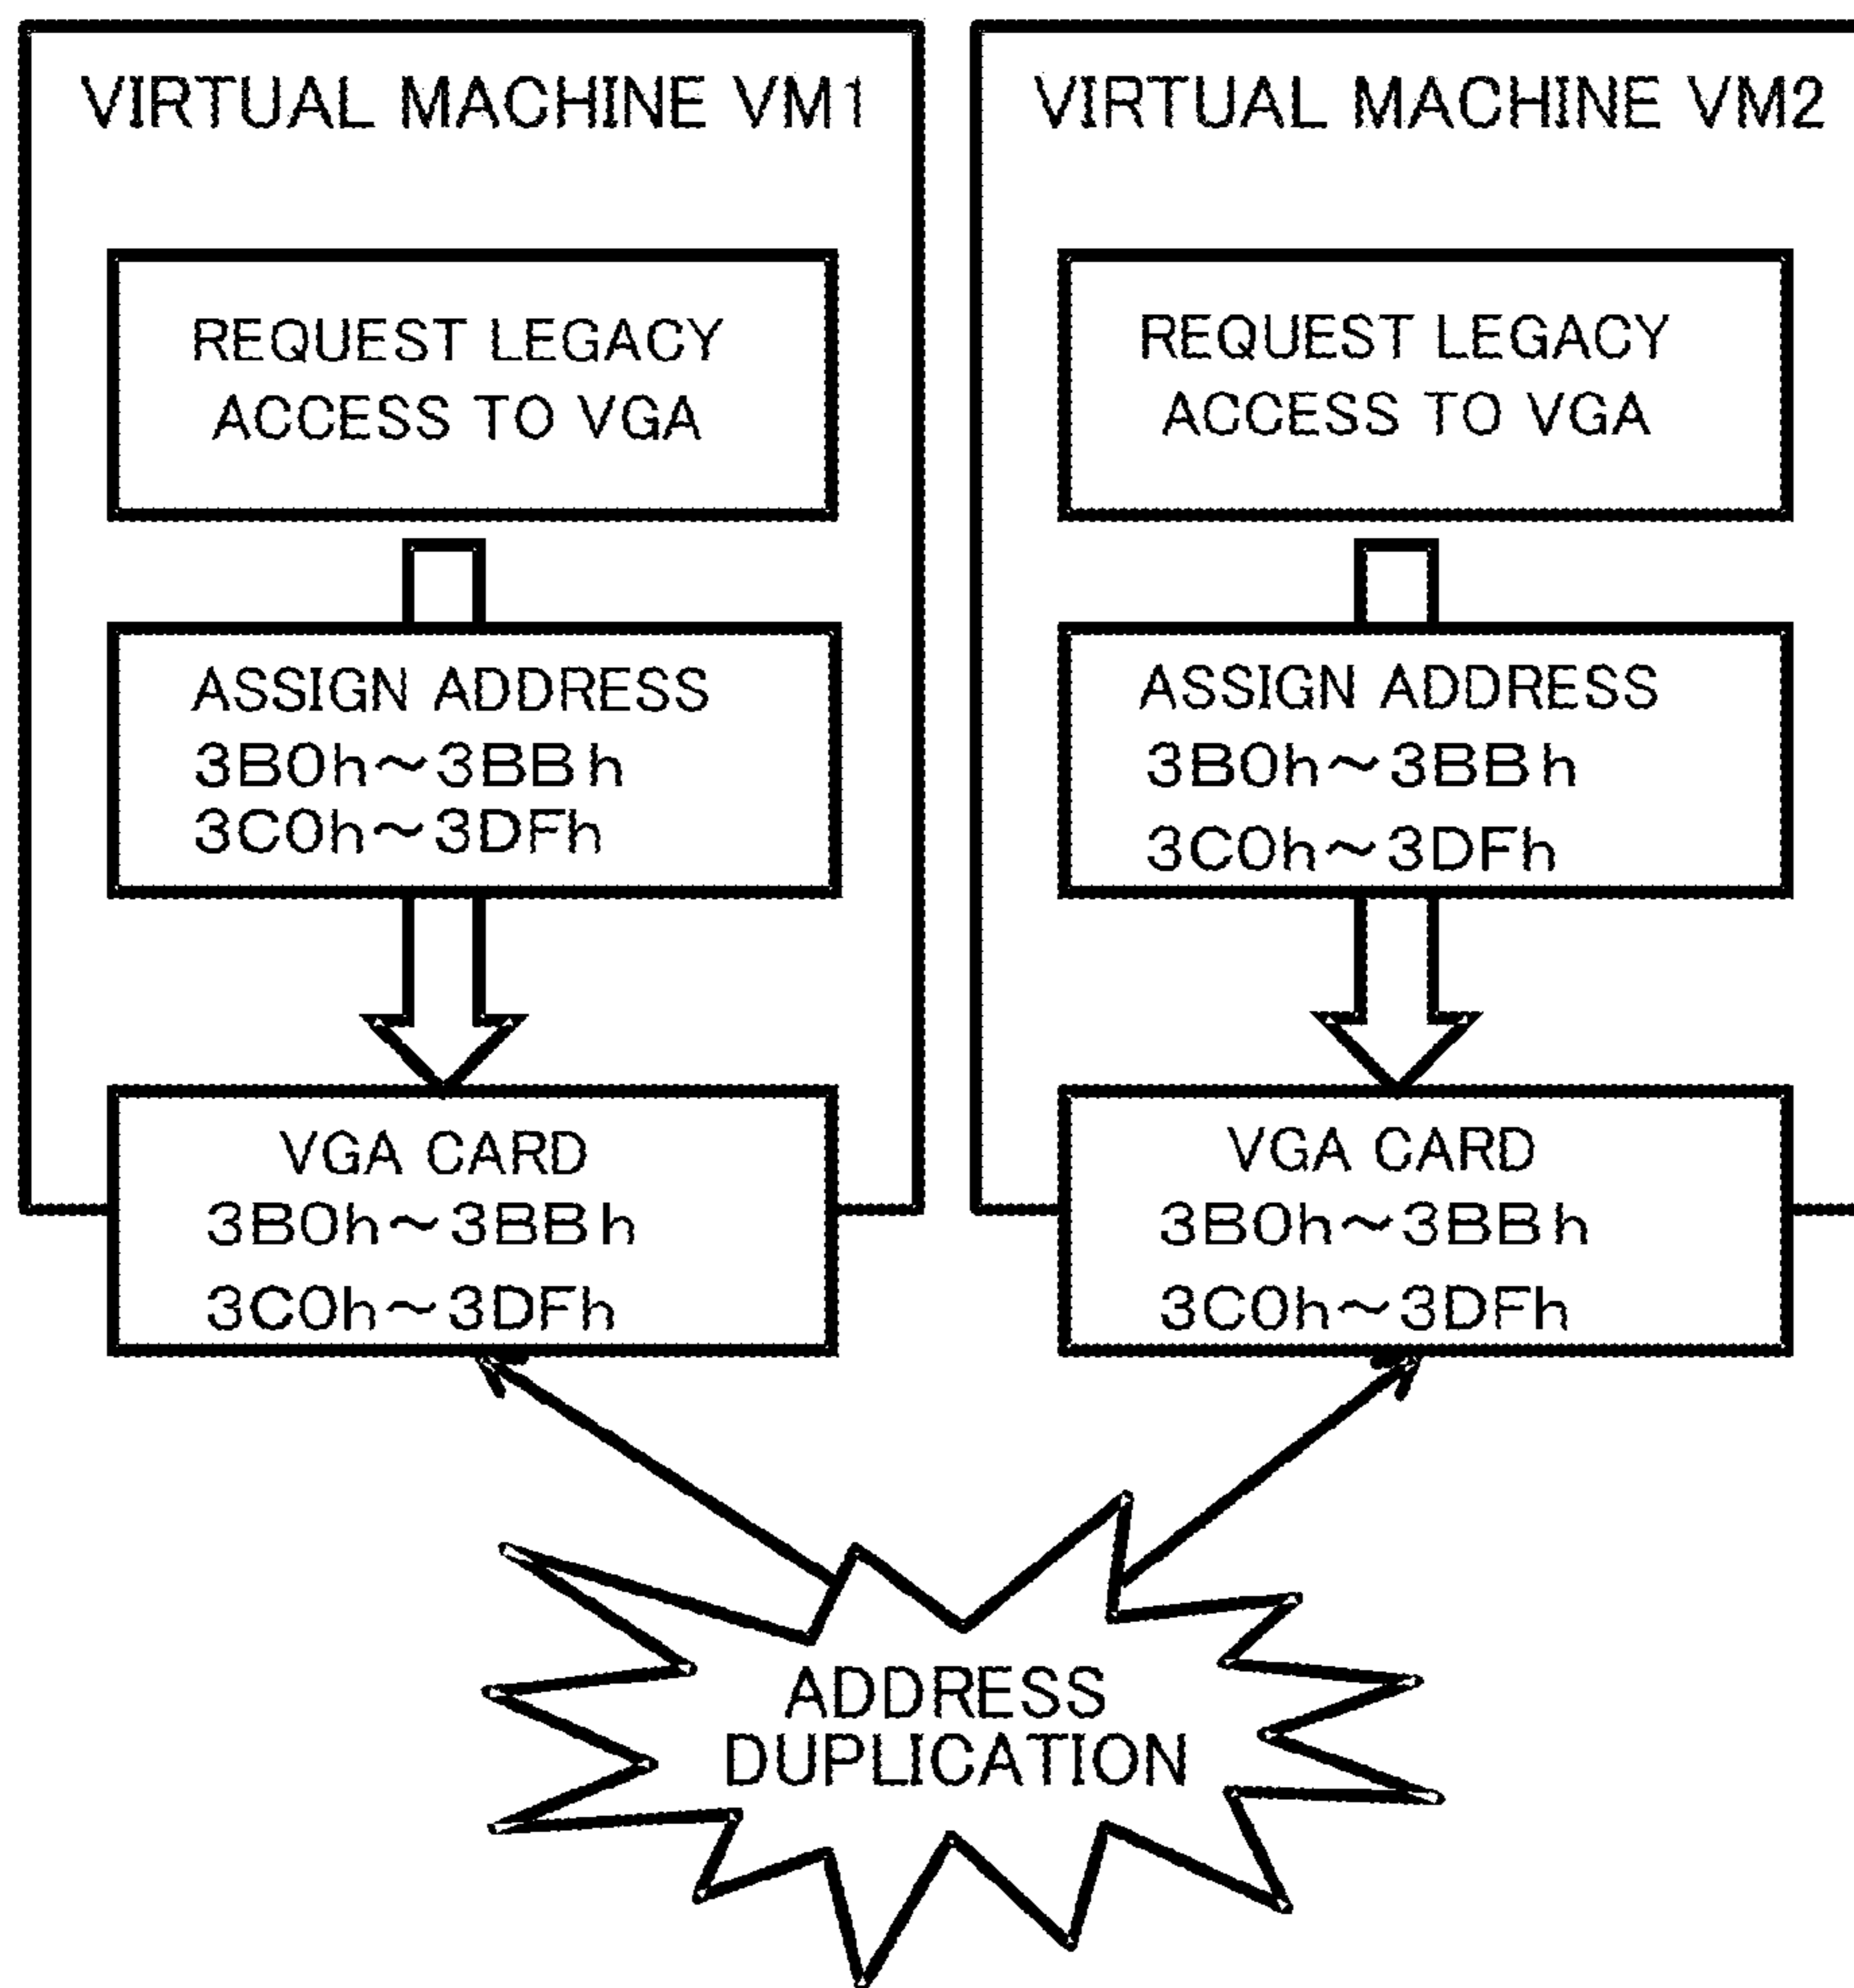 VIRTUAL MACHINE VM1
REQUEST LEGACY
ACCESS TO VGA
ASSIGN ADDRESS
3B0h~3BBh
3C0h~3DFh
VGA CARD
3B0h~3BBh
3C0h~3DFh
VIRTUAL MACHINE VM2
REQUEST LEGACY
ACCESS TO VGA
ASSIGN ADDRESS
3B0h~3BBh
3C0h~3DFh
VGA CARD
3B0h~3BBh
3C0h~3DFh
ADDRESS
DUPLICATION